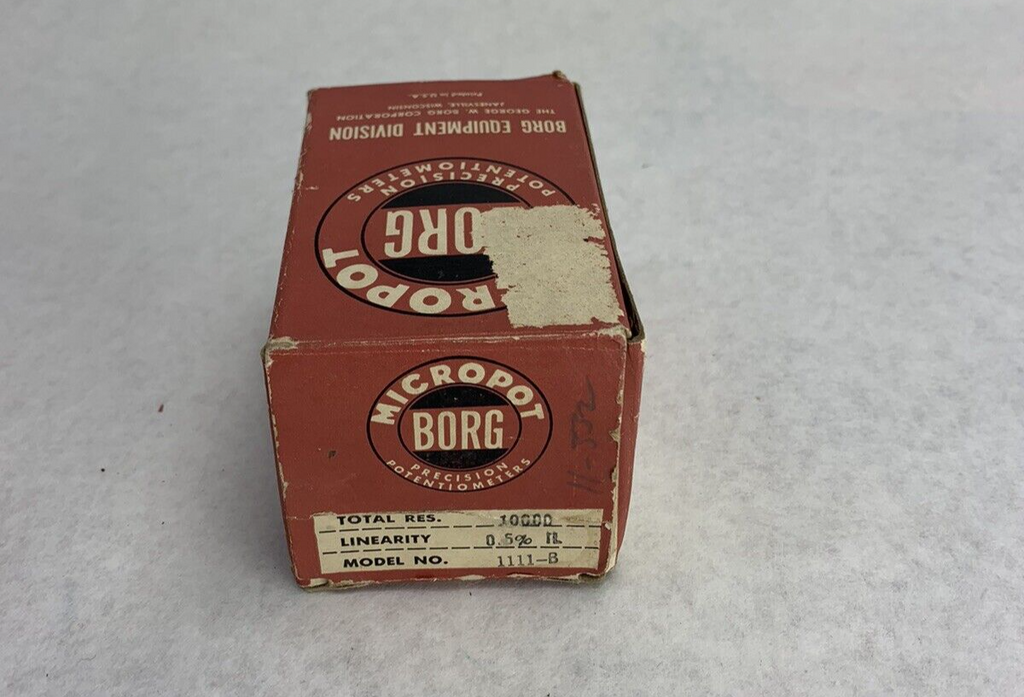 Printed in U.S.A.
JANESVILLE, WISCONSIN
THE GEORGE W. BORG CORPORATION
BORG EQUIPMENT DIVISION
PRECISION
POTENTIOMETERS
ORG
ROPOT
MICROPOT
BORG
PRECISION
POTENTIOMETERS
TOTAL RES. 10000
LINEARITY 0.5%
MODEL NO. 1111-B